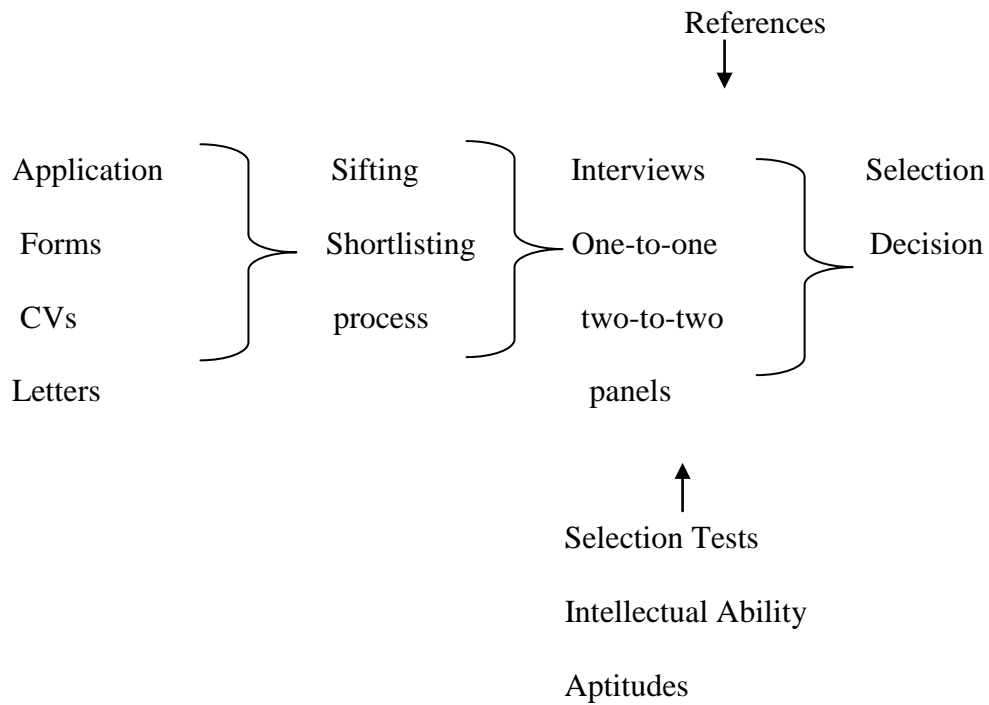 References
Application
Forms
CVs
Letters
Sifting
Shortlisting
process
Interviews
One-to-one
two-to-two
panels
Selection
Decision
Selection Tests
Intellectual Ability
Aptitudes